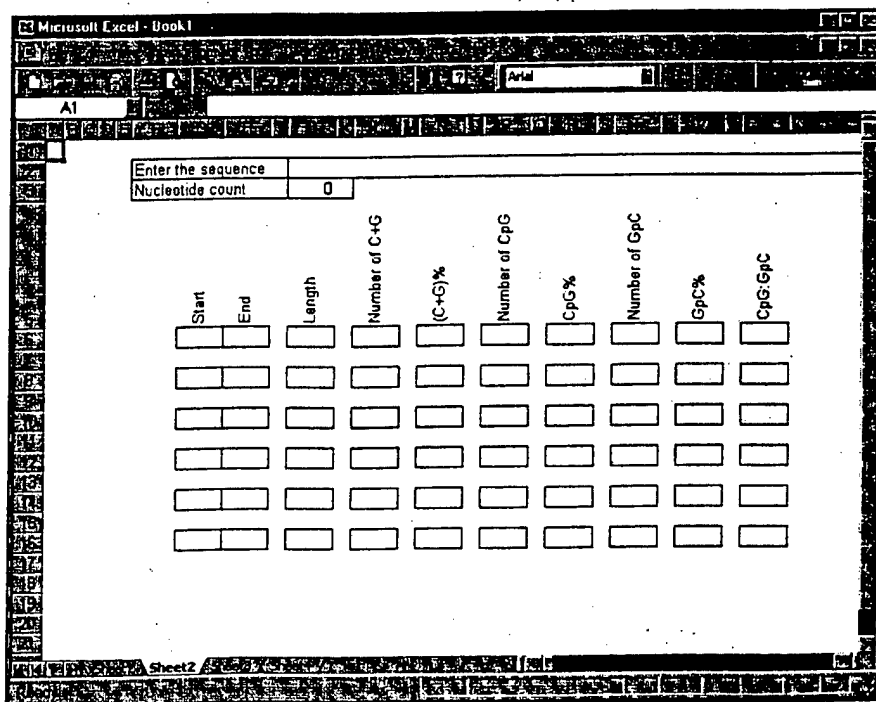 Microsoft Excel - Book1
Arial
A1
Enter the sequence
Nucleotide count 0
Start
End
Length
Number of C+G
(C+G)%
Number of CpG
CpG%
Number of GpC
GpC%
CpG:GpC
Sheet2